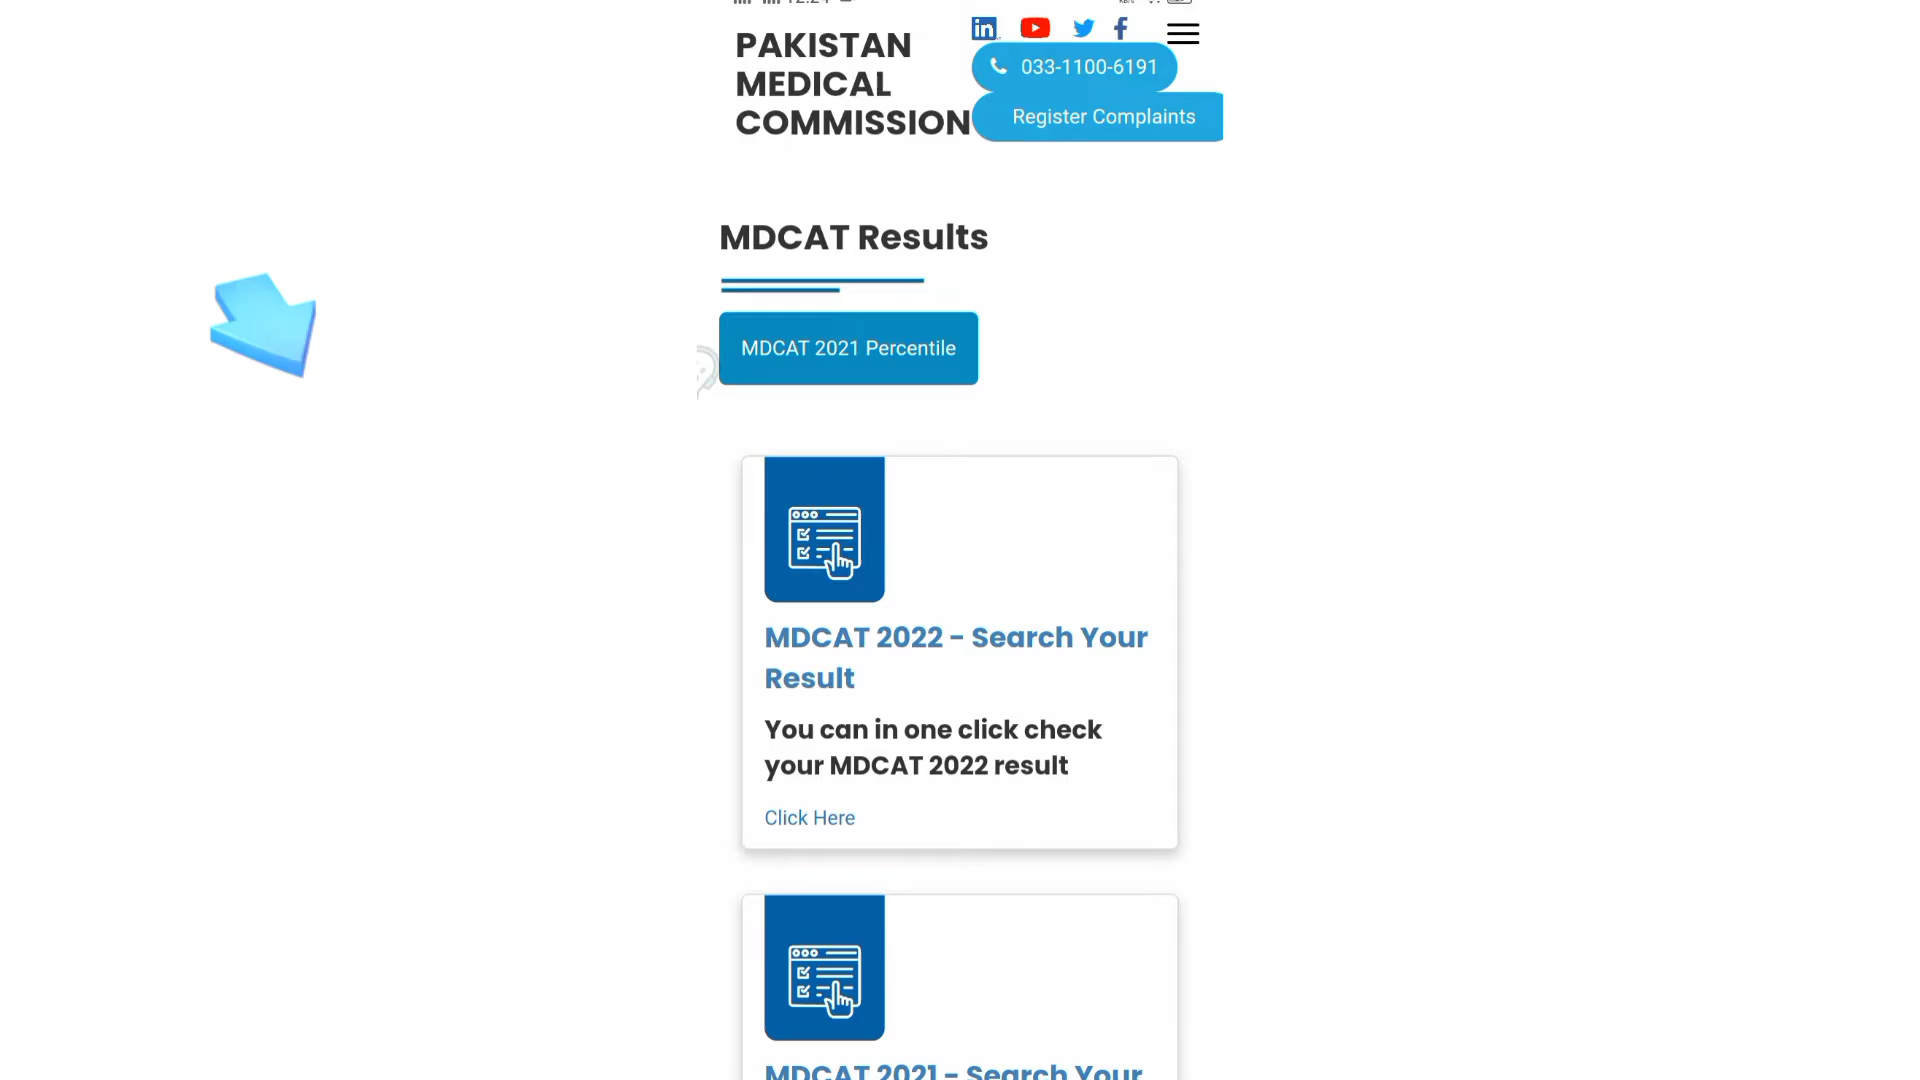 PAKISTAN
MEDICAL
COMMISSION
in
033-1100-6191
Register Complaints
MDCAT Results
MDCAT 2021 Percentile
MDCAT 2022 - Search Your
Result
You can in one click check
your MDCAT 2022 result
Click Here
MDCAT 2021 - Search Your